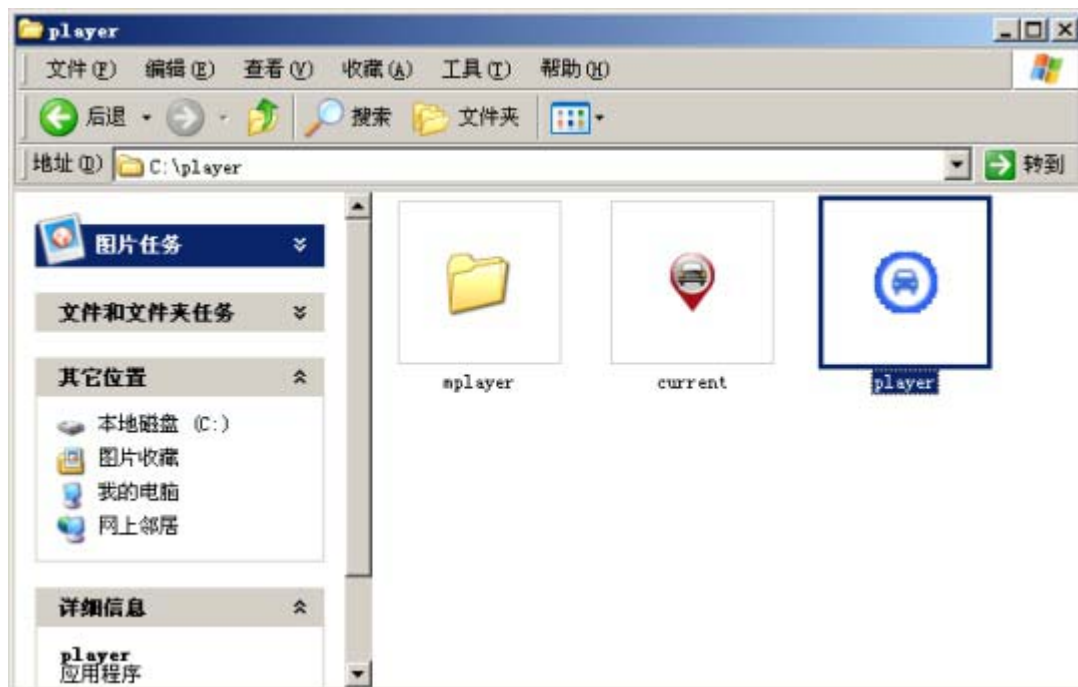 player
文件(F) 编辑(E) 查看(V) 收藏(A) 工具(T) 帮助(H)
后退 搜索 文件夹
地址(D) C:\player 转到
图片任务
文件和文件夹任务
其它位置
本地磁盘 (C:)
图片收藏
我的电脑
网上邻居
详细信息
player
应用程序
mplayer
current
player